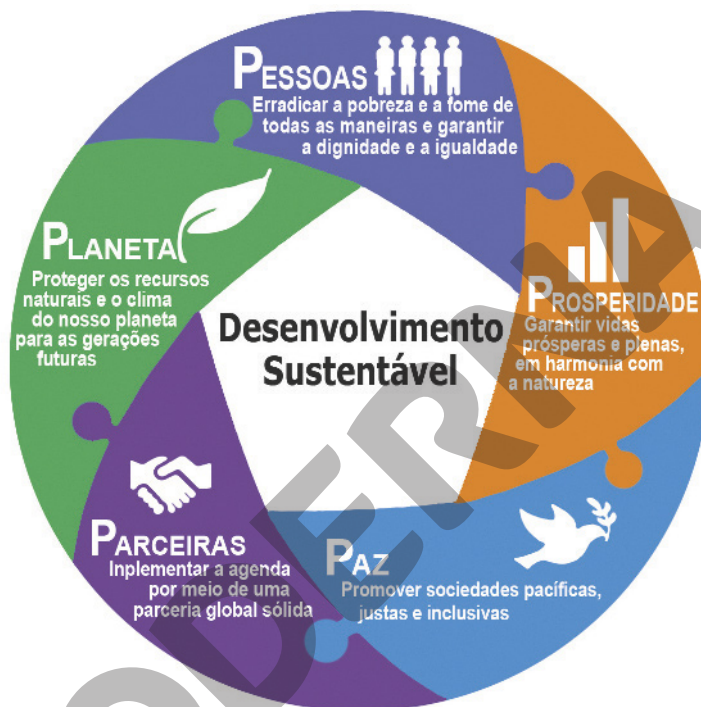 PESSOAS
Erradicar a pobreza e a fome de
todas as maneiras e garantir
a dignidade e a igualdade
PLANETA
Proteger os recursos
naturais e o clima
do nosso planeta
para as gerações
futuras
PROSPERIDADE
Garantir vidas
prósperas e plenas,
em harmonia com
a natureza
Desenvolvimento
Sustentável
PARCEIRAS
Inplementar a agenda
por meio de uma
parceria global sólida
PAZ
Promover sociedades pacíficas,
justas e inclusivas
ODERNA